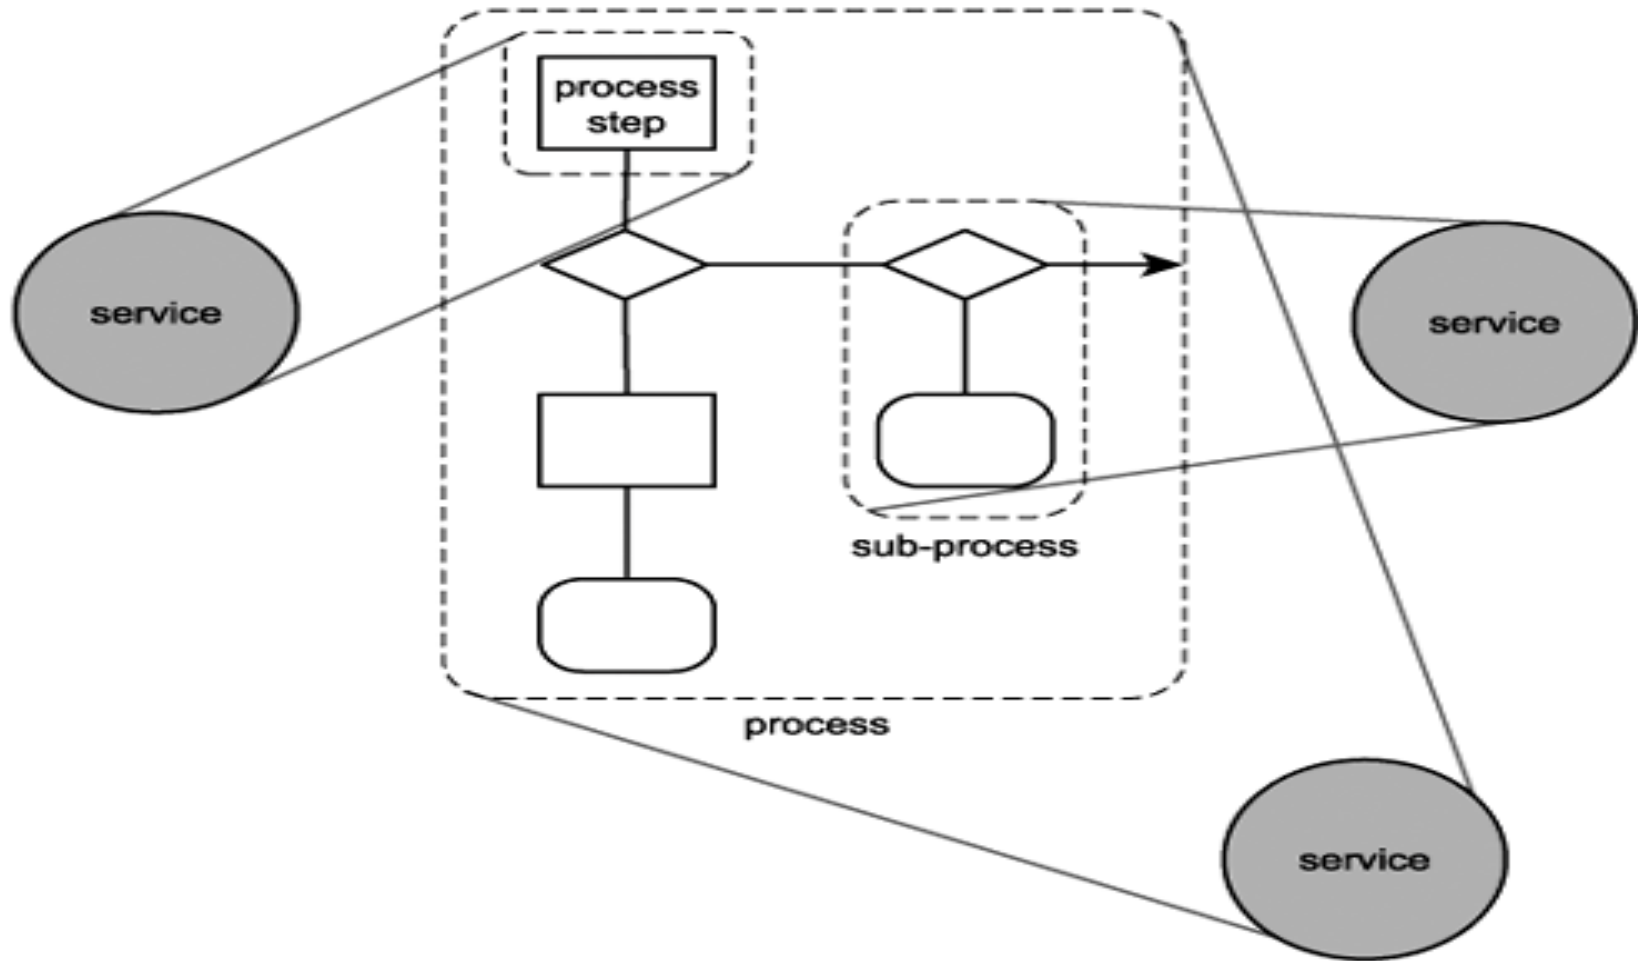 process
step
service
service
sub-process
process
service